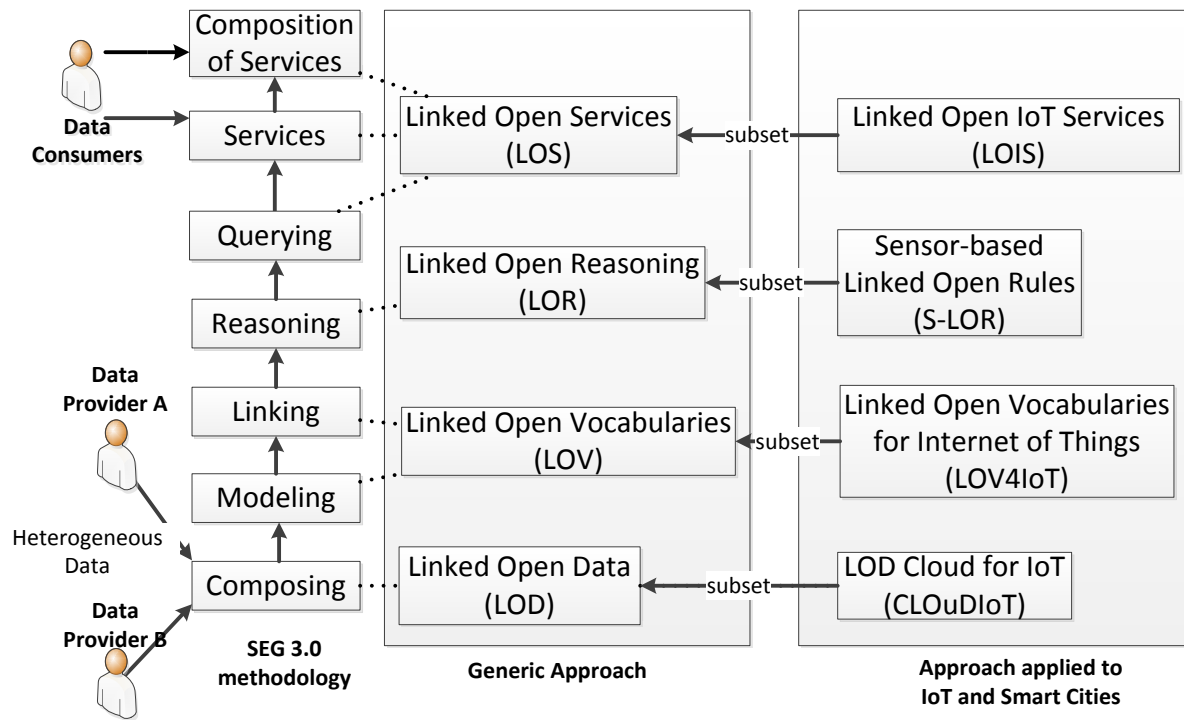 Composition
of Services
Data
Consumers
Services
Querying
Reasoning
Data
Provider A
Linking
Modeling
Heterogeneous
Data
Composing
Data
Provider B
SEG 3.0
methodology
Linked Open Services
(LOS)
Linked Open Reasoning
(LOR)
Linked Open Vocabularies
(LOV)
Linked Open Data
(LOD)
Generic Approach
subset
subset
subset
subset
Linked Open IoT Services
(LOIS)
Sensor-based
Linked Open Rules
(S-LOR)
Linked Open Vocabularies
for Internet of Things
(LOV4IoT)
LOD Cloud for IoT
(CLOuDIoT)
Approach applied to
IoT and Smart Cities